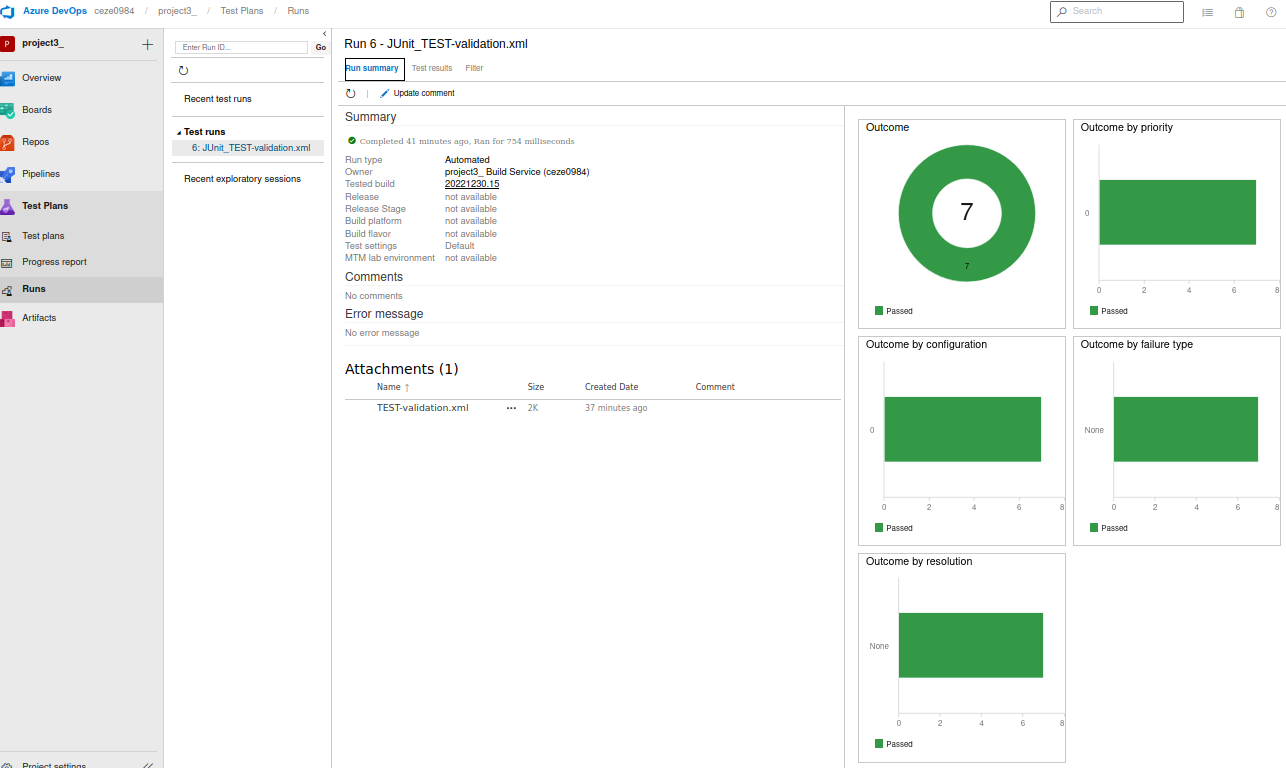 Azure DevOps ceze0984 / project3_ / Test Plans / Runs
Search
P project3_
Overview
Boards
Repos
Pipelines
Test Plans
Test plans
Progress report
Runs
Artifacts
Project settings
Enter Run ID... Go
Recent test runs
Test runs
6: JUnit_TEST-validation.xml
Recent exploratory sessions
Run 6 - JUnit_TEST-validation.xml
Run summary Test results Filter
Update comment
Summary
Completed 41 minutes ago, Ran for 754 milliseconds
Run type Automated
Owner project3_ Build Service (ceze0984)
Tested build 20221230.15
Release not available
Release Stage not available
Build platform not available
Build flavor not available
Test settings Default
MTM lab environment not available
Comments
No comments
Error message
No error message
Attachments (1)
Name ↑ Size Created Date Comment
TEST-validation.xml ... 2K 37 minutes ago
Outcome
7
7
Passed
Outcome by priority
0
0 2 4 6 8
Passed
Outcome by configuration
0
0 2 4 6 8
Passed
Outcome by failure type
None
0 2 4 6 8
Passed
Outcome by resolution
None
0 2 4 6 8
Passed